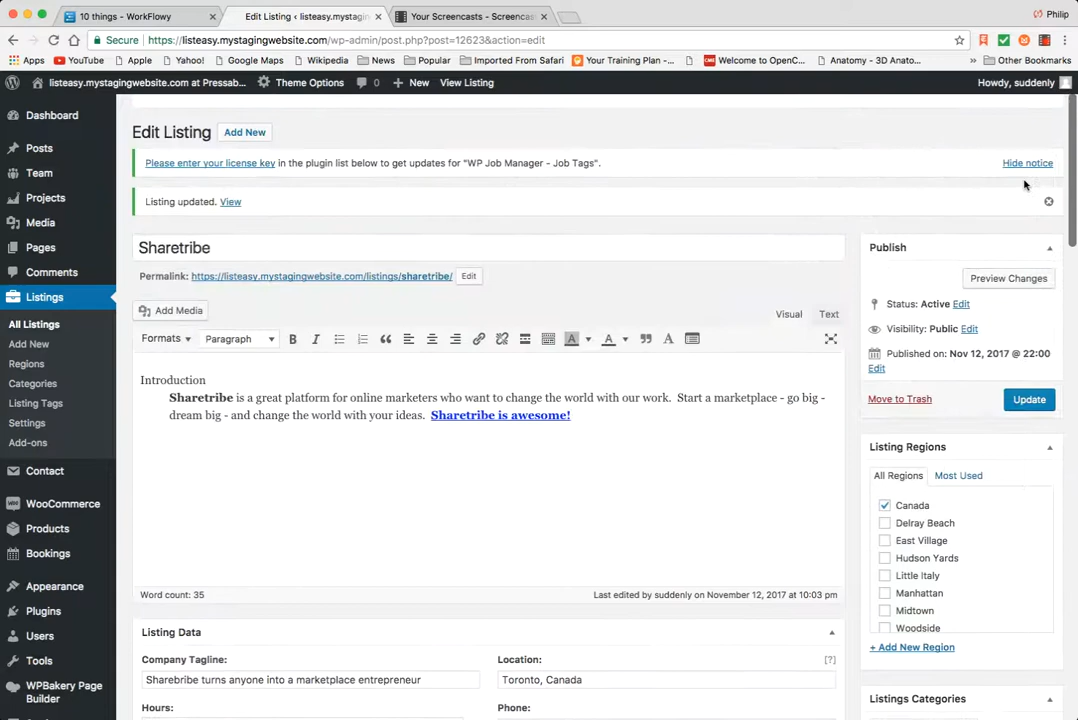 10 things - WorkFlowy
Edit Listing ‹ listeasy.mystagin
Your Screencasts - Screencas
Philip
Secure
https://listeasy.mystagingwebsite.com/wp-admin/post.php?post=12623&action=edit
Apps
YouTube
Apple
Yahoo!
Google Maps
Wikipedia
News
Popular
Imported From Safari
Your Training Plan -...
Welcome to OpenC...
Anatomy - 3D Anato...
»
Other Bookmarks
listeasy.mystagingwebsite.com at Pressab...
Theme Options
0
+ New
View Listing
Howdy, suddenly
Dashboard
Posts
Team
Projects
Media
Pages
Comments
Listings
All Listings
Add New
Regions
Categories
Listing Tags
Settings
Add-ons
Contact
WooCommerce
Products
Bookings
Appearance
Plugins
Users
Tools
WPBakery Page
Builder
Edit Listing
Add New
Please enter your license key in the plugin list below to get updates for "WP Job Manager - Job Tags".
Hide notice
Listing updated. View
Sharetribe
Permalink: https://listeasy.mystagingwebsite.com/listings/sharetribe/
Edit
Add Media
Visual
Text
Formats
Paragraph
B
I
A
A
A
Introduction
Sharetribe is a great platform for online marketers who want to change the world with our work. Start a marketplace - go big -
dream big - and change the world with your ideas. Sharetribe is awesome!
Word count: 35
Last edited by suddenly on November 12, 2017 at 10:03 pm
Listing Data
Company Tagline:
Sharebribe turns anyone into a marketplace entrepreneur
Location:
[?]
Toronto, Canada
Hours:
Phone:
Publish
Preview Changes
Status: Active Edit
Visibility: Public Edit
Published on: Nov 12, 2017 @ 22:00
Edit
Move to Trash
Update
Listing Regions
All Regions
Most Used
Canada
Delray Beach
East Village
Hudson Yards
Little Italy
Manhattan
Midtown
Woodside
+ Add New Region
Listings Categories